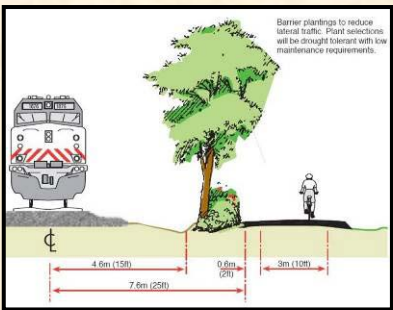 Barrier plantings to reduce
lateral traffic. Plant selections
will be drought tolerant with low
maintenance requirements.
4.6m (15ft)
0.6m
(2ft)
3m (10ft)
7.6m (25ft)